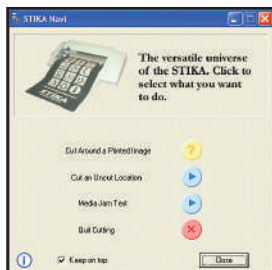 STIKA Navi
The versatile universe
of the STIKA. Click to
select what you want
to do.
Cut Around a Printed Image
?
Cut an Uncut Location
Media Jam Test
Quit Cutting
Keep on top
Close